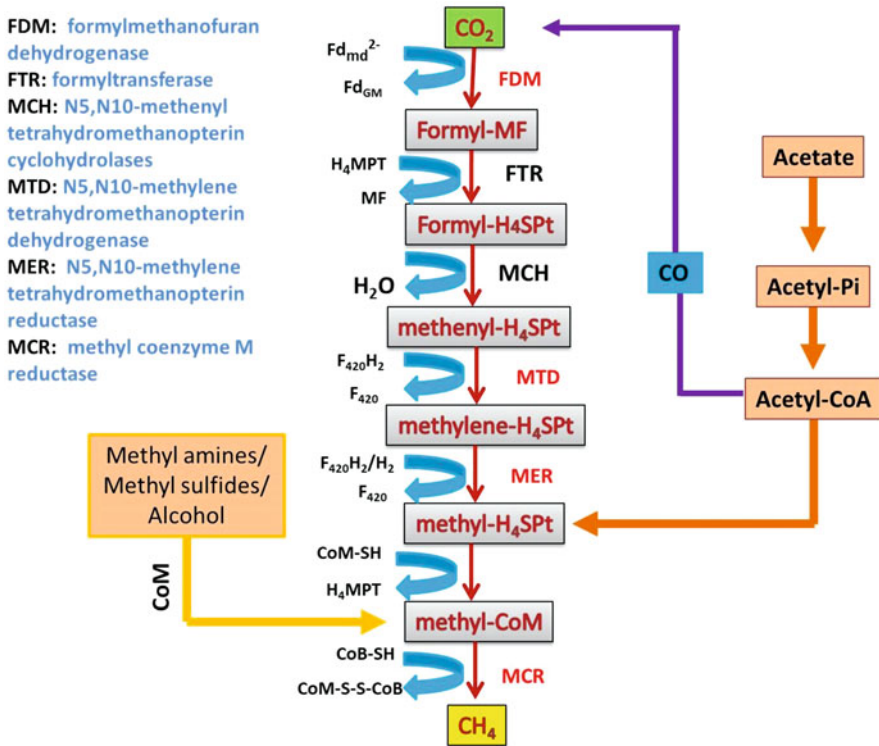 FDM: formylmethanofuran
dehydrogenase
FTR: formyltransferase
MCH: N5,N10-methenyl
tetrahydromethanopterin
cyclohydrolases
MTD: N5,N10-methylene
tetrahydromethanopterin
dehydrogenase
MER: N5,N10-methylene
tetrahydromethanopterin
reductase
MCR: methyl coenzyme M
reductase
CO₂
Fd_md²⁻
Fd_GM
FDM
Formyl-MF
H₄MPT
MF
FTR
Formyl-H4SPt
H₂O
MCH
methenyl-H₄SPt
F₄₂₀H₂
F₄₂₀
MTD
methylene-H₄SPt
F₄₂₀H₂/H₂
F₄₂₀
MER
methyl-H₄SPt
CoM-SH
H₄MPT
methyl-CoM
CoB-SH
CoM-S-S-CoB
MCR
CH₄
Methyl amines/
Methyl sulfides/
Alcohol
CoM
CO
Acetate
Acetyl-Pi
Acetyl-CoA